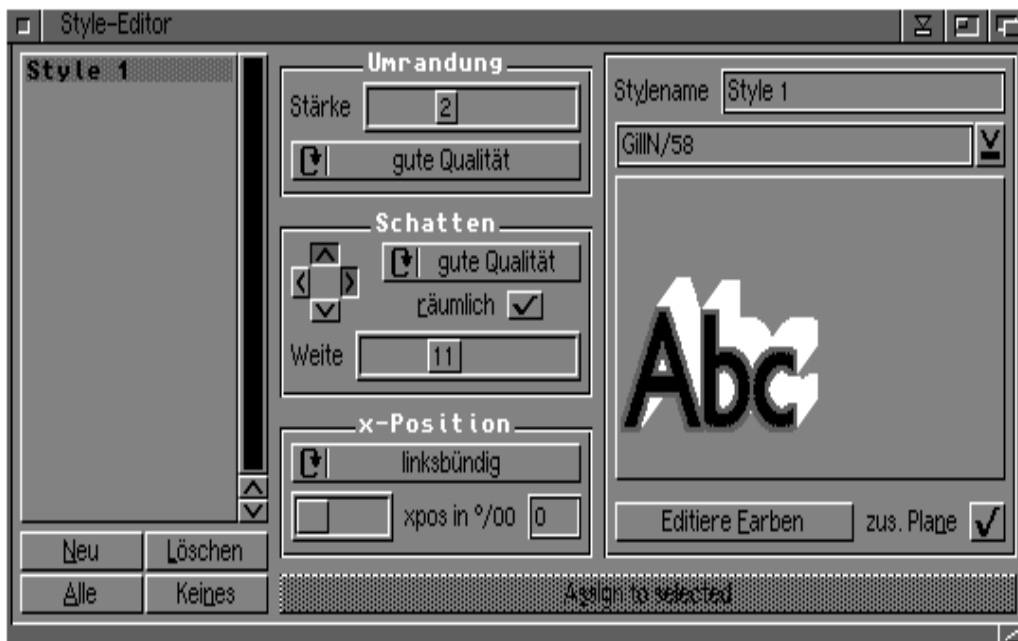 Style-Editor
Style 1
Neu
Löschen
Alle
Keines
Umrandung
Stärke 2
gute Qualität
Schatten
gute Qualität
räumlich
Weite 11
x-Position
linksbündig
xpos in º/00 0
Stylename Style 1
GillN/58
Abc
Editiere Farben
zus. Plane
Assign to selected